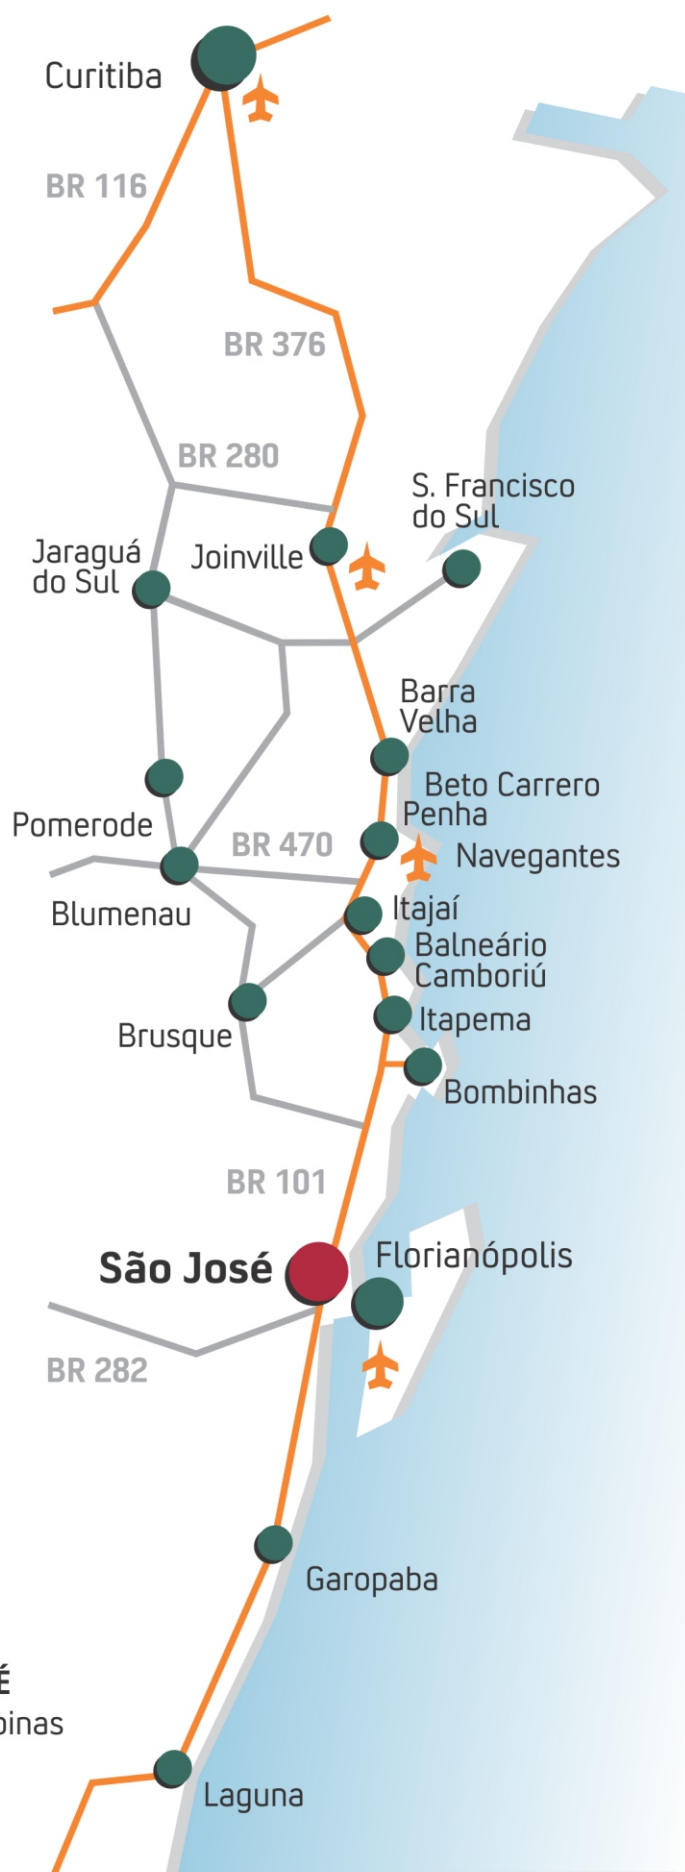 Curitiba
BR 116
BR 376
BR 280
S. Francisco
do Sul
Jaraguá
do Sul
Joinville
Barra
Velha
Beto Carrero
Penha
Pomerode
BR 470
Navegantes
Blumenau
Itajaí
Balneário
Camboriú
Itapema
Brusque
Bombinhas
BR 101
São José
Florianópolis
BR 282
Garopaba
É
pinas
Laguna